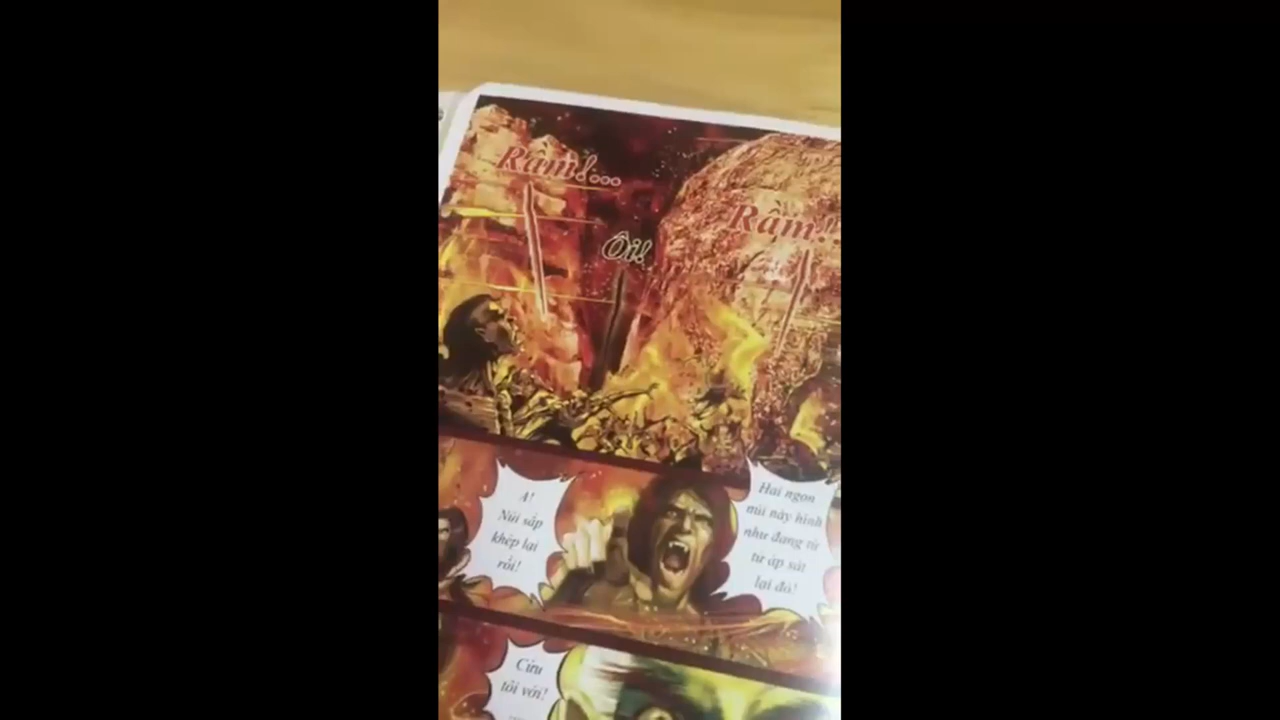 Rầm!...
Rầm!
Ôi!
A!
Núi sắp
khép lại
rồi!
Hai ngọn
núi này hình
như đang từ
từ áp sát
lại đó!
Cứu
tôi với!